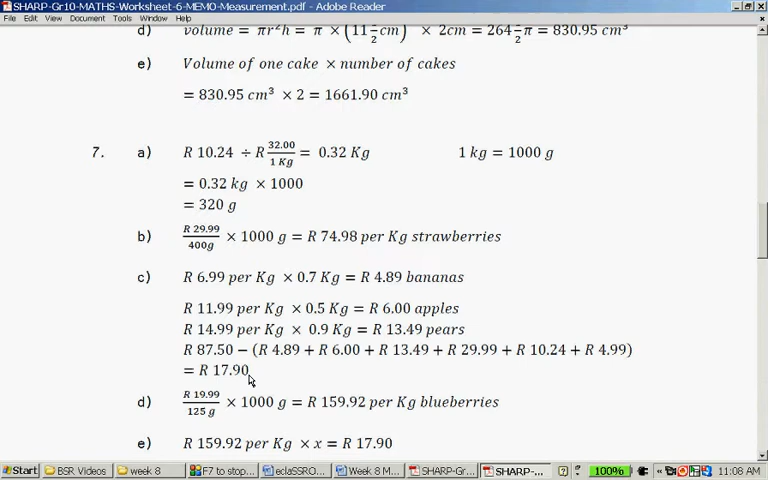 SHARP-Gr10-MATHS-Worksheet-6-MEMO-Measurement.pdf - Adobe Reader
File Edit View Document Tools Window Help
d) volume = πr²h = π × (11 1/2 cm) × 2cm = 264 1/2 π = 830.95 cm³
e) Volume of one cake × number of cakes
= 830.95 cm³ × 2 = 1661.90 cm³
7. a) R 10.24 ÷ R 32.00/1 Kg = 0.32 Kg 1 kg = 1000 g
= 0.32 kg × 1000
= 320 g
b) R 29.99/400g × 1000 g = R 74.98 per Kg strawberries
c) R 6.99 per Kg × 0.7 Kg = R 4.89 bananas
R 11.99 per Kg × 0.5 Kg = R 6.00 apples
R 14.99 per Kg × 0.9 Kg = R 13.49 pears
R 87.50 − (R 4.89 + R 6.00 + R 13.49 + R 29.99 + R 10.24 + R 4.99)
= R 17.90
d) R 19.99/125 g × 1000 g = R 159.92 per Kg blueberries
e) R 159.92 per Kg × x = R 17.90
Start BSR Videos week 8 F7 to stop... eclaSSRO... Week 8 M... SHARP-Gr... SHARP-... 100% 11:08 AM